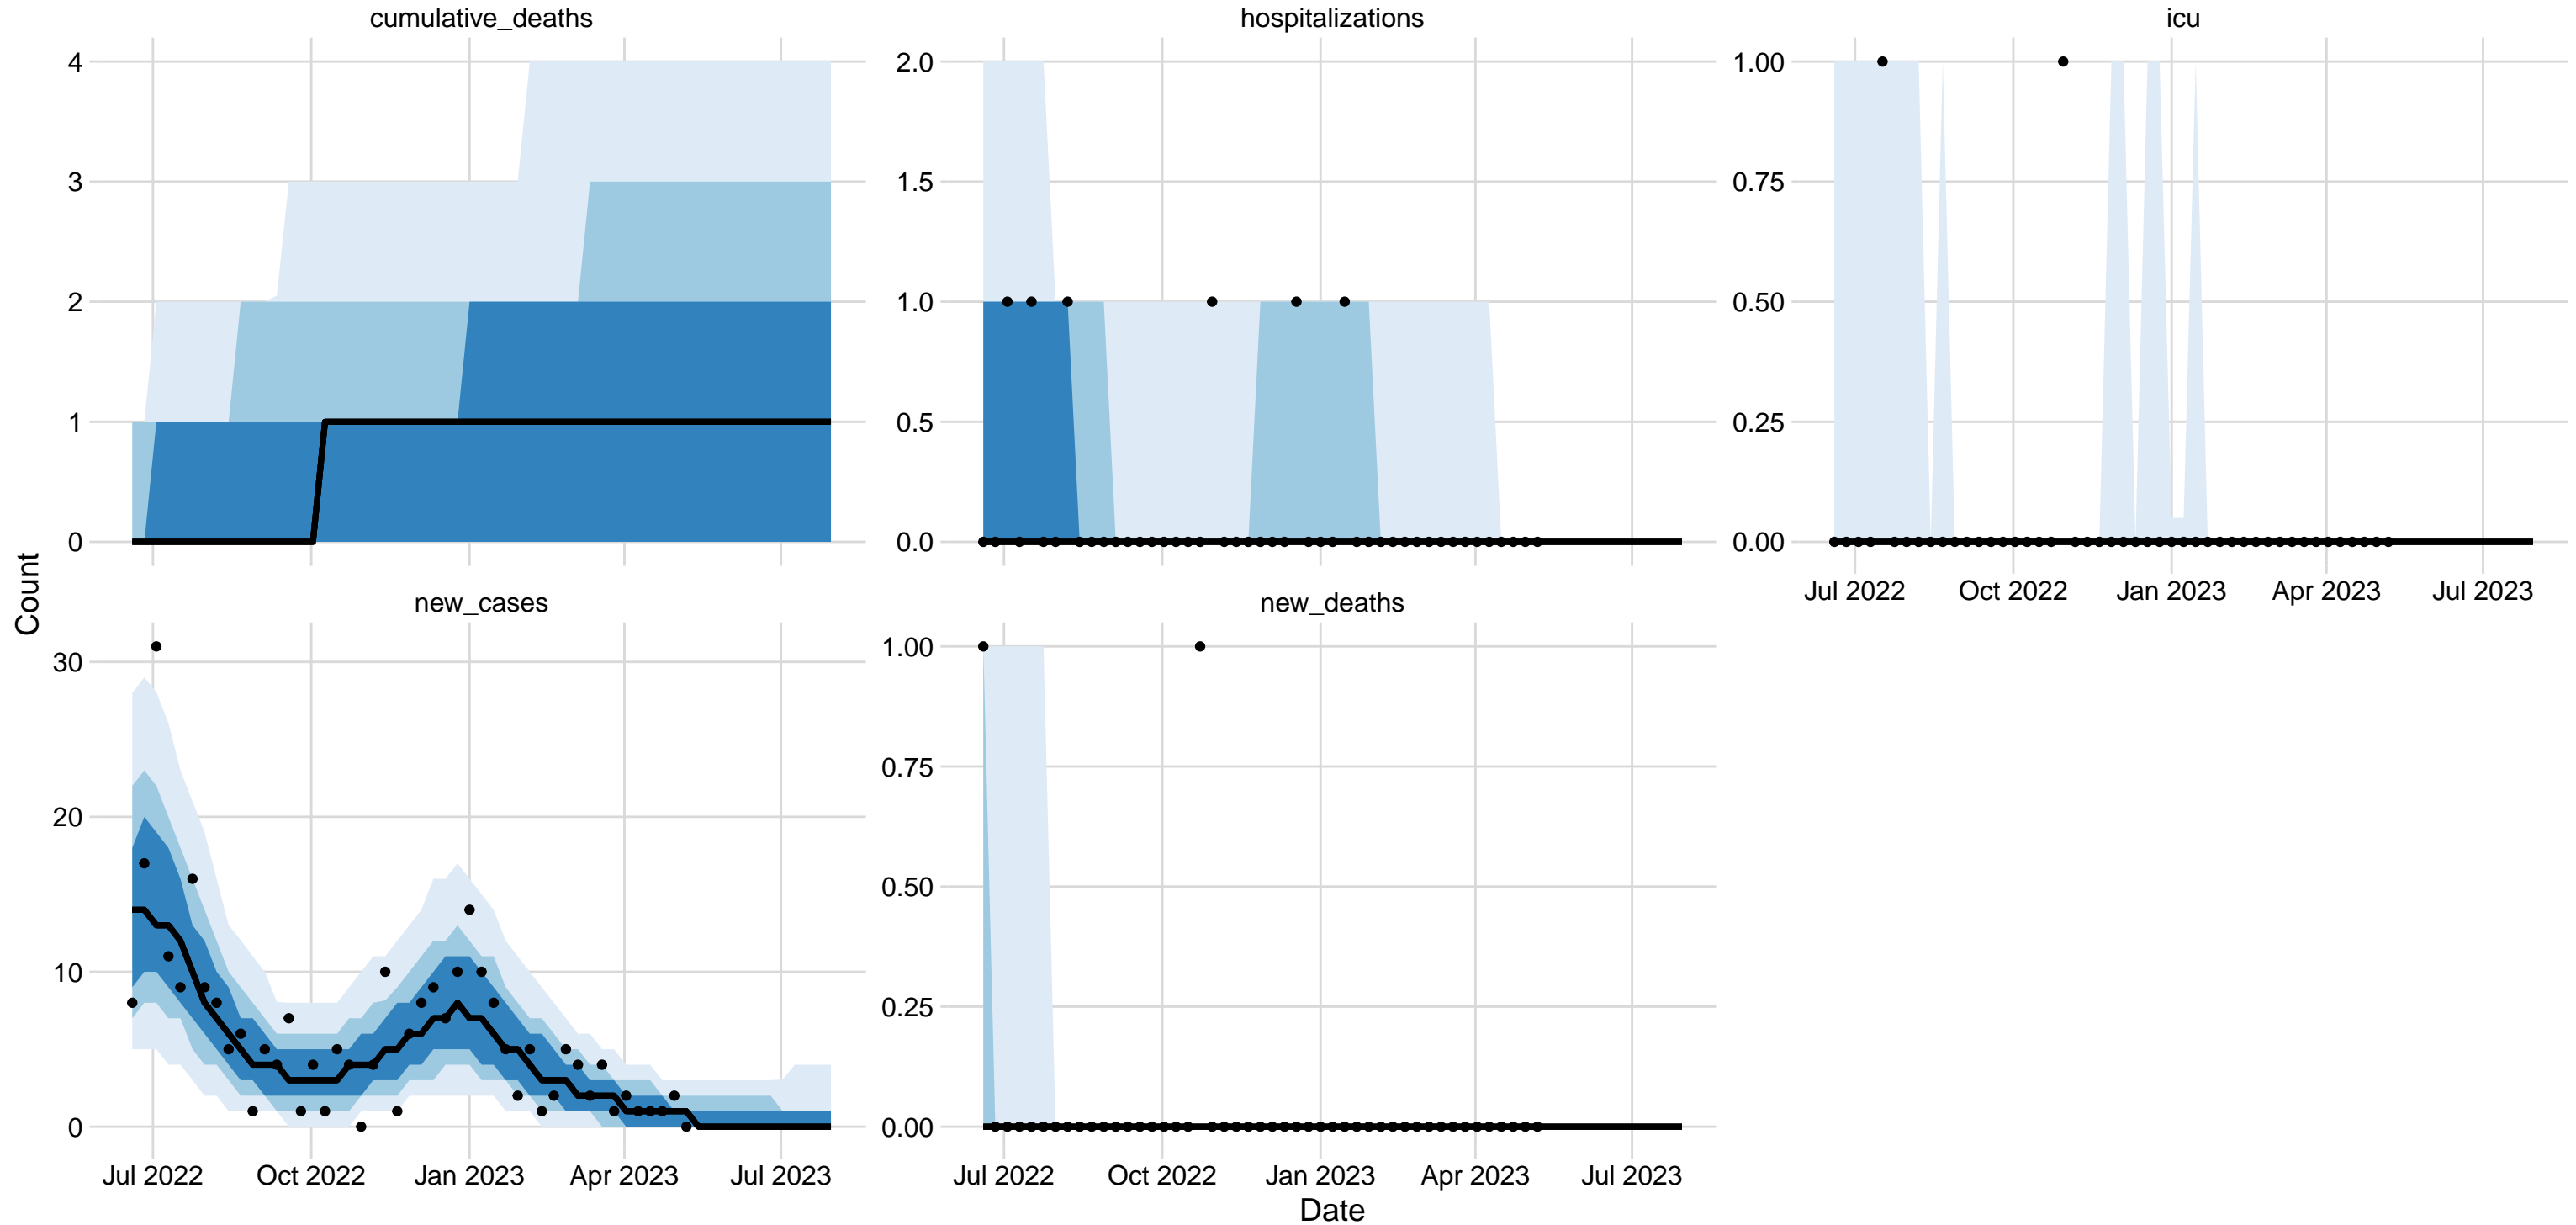 cumulative_deaths
hospitalizations
icu
4
3
2
1
0
2.0
1.5
1.0
0.5
0.0
1.00
0.75
0.50
0.25
0.00
Jul 2022 Oct 2022 Jan 2023 Apr 2023 Jul 2023
Count
new_cases
new_deaths
30
20
10
0
1.00
0.75
0.50
0.25
0.00
Jul 2022 Oct 2022 Jan 2023 Apr 2023 Jul 2023
Jul 2022 Oct 2022 Jan 2023 Apr 2023 Jul 2023
Date